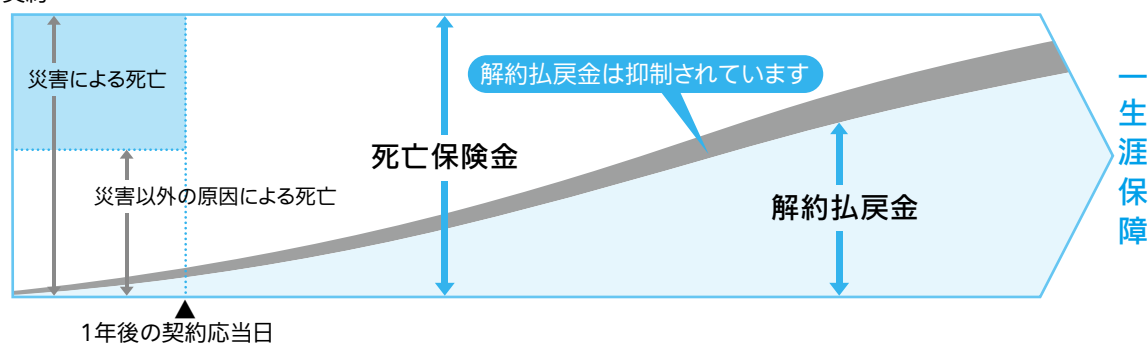 災害による死亡
解約払戻金は抑制されています
死亡保険金
災害以外の原因による死亡
解約払戻金
一生涯保障
▲
1年後の契約応当日